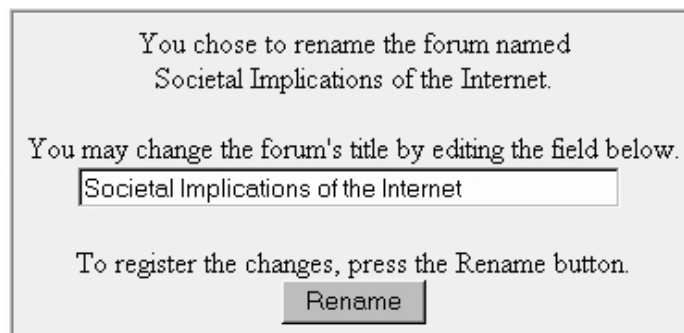 You chose to rename the forum named
Societal Implications of the Internet.
You may change the forum's title by editing the field below.
Societal Implications of the Internet
To register the changes, press the Rename button.
Rename